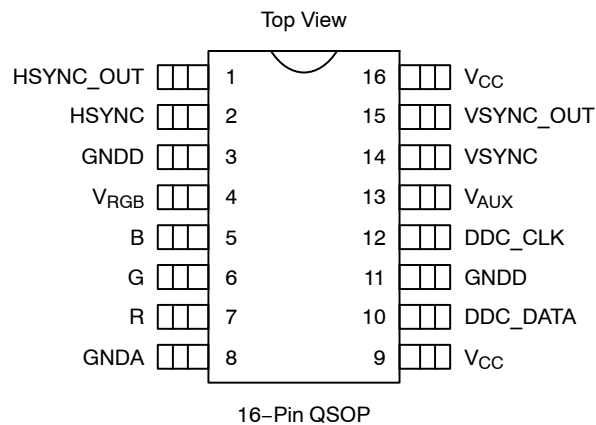 Top View
HSYNC_OUT 1 16 VCC
HSYNC 2 15 VSYNC_OUT
GNDD 3 14 VSYNC
VRGB 4 13 VAUX
B 5 12 DDC_CLK
G 6 11 GNDD
R 7 10 DDC_DATA
GNDA 8 9 VCC
16−Pin QSOP